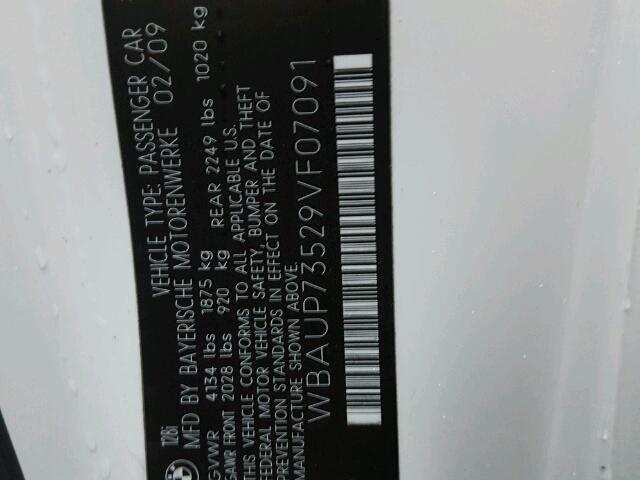 128i
VEHICLE TYPE: PASSENGER CAR
MFD BY BAYERISCHE MOTORENWERKE 02/09
GVWR 4134 lbs 1875 kg
GAWR FRONT 2028 lbs 920 kg REAR 2249 lbs 1020 kg
THIS VEHICLE CONFORMS TO ALL APPLICABLE U.S.
FEDERAL MOTOR VEHICLE SAFETY, BUMPER AND THEFT
PREVENTION STANDARDS IN EFFECT ON THE DATE OF
MANUFACTURE SHOWN ABOVE.
WBAUP73529VF07091